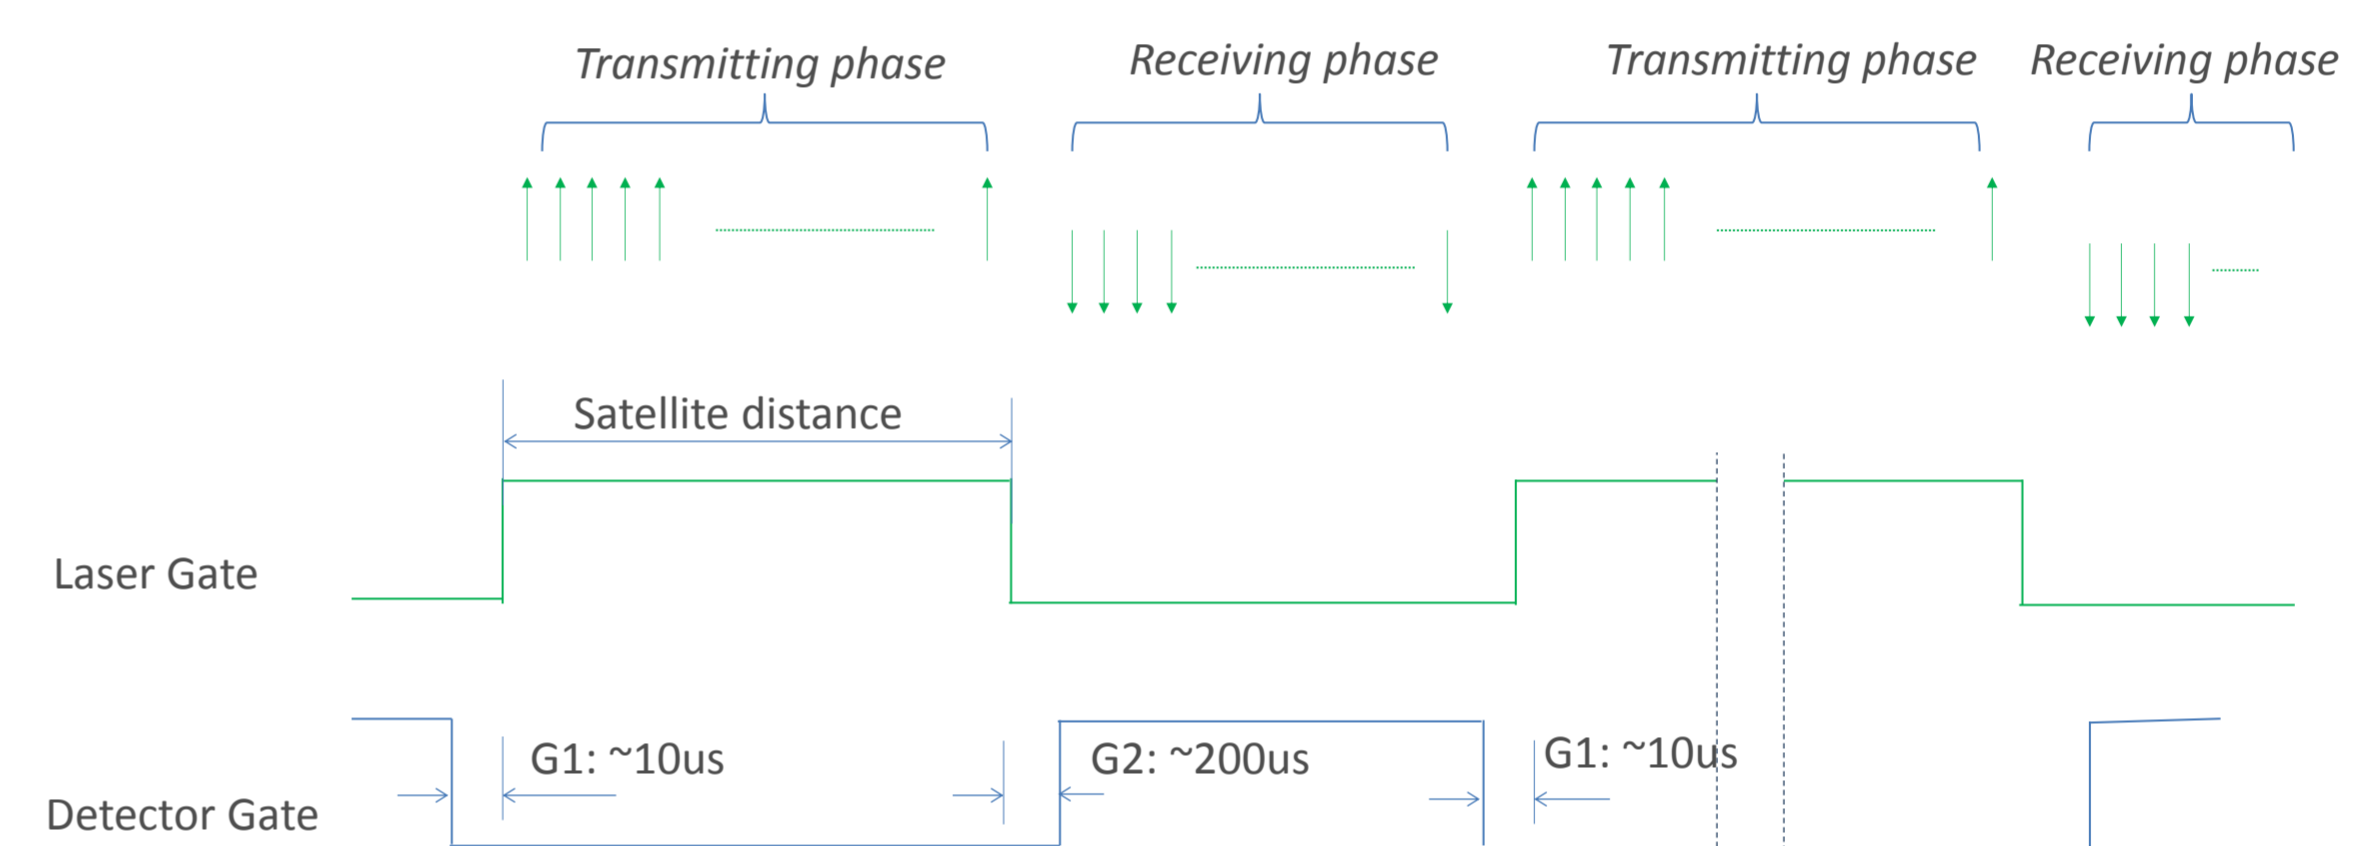 Transmitting phase
Receiving phase
Transmitting phase
Receiving phase
Satellite distance
Laser Gate
G1: ~10us
G2: ~200us
G1: ~10us
Detector Gate